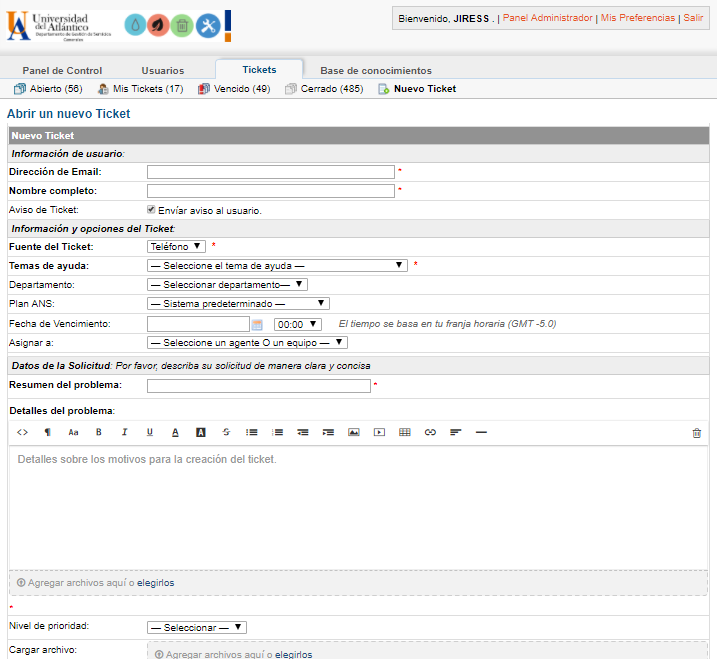 Universidad
del Atlántico
Departamento de Gestión de Servicios
Generales
Bienvenido, JIRESS . | Panel Administrador | Mis Preferencias | Salir
Panel de Control Usuarios Tickets Base de conocimientos
Abierto (56) Mis Tickets (17) Vencido (49) Cerrado (485) Nuevo Ticket
Abrir un nuevo Ticket
Nuevo Ticket
Información de usuario:
Dirección de Email: *
Nombre completo: *
Aviso de Ticket: Envíar aviso al usuario.
Información y opciones del Ticket:
Fuente del Ticket: Teléfono ▼ *
Temas de ayuda: — Seleccione el tema de ayuda — ▼ *
Departamento: — Seleccionar departamento— ▼
Plan ANS: — Sistema predeterminado — ▼
Fecha de Vencimiento: 00:00 ▼ El tiempo se basa en tu franja horaria (GMT -5.0)
Asignar a: — Seleccione un agente O un equipo — ▼
Datos de la Solicitud: Por favor, describa su solicitud de manera clara y concisa
Resumen del problema: *
Detalles del problema:
<> ¶ Aa B I U A A S
Detalles sobre los motivos para la creación del ticket.
Agregar archivos aquí o elegirlos
*
Nivel de prioridad: — Seleccionar — ▼
Cargar archivo: Agregar archivos aquí o elegirlos